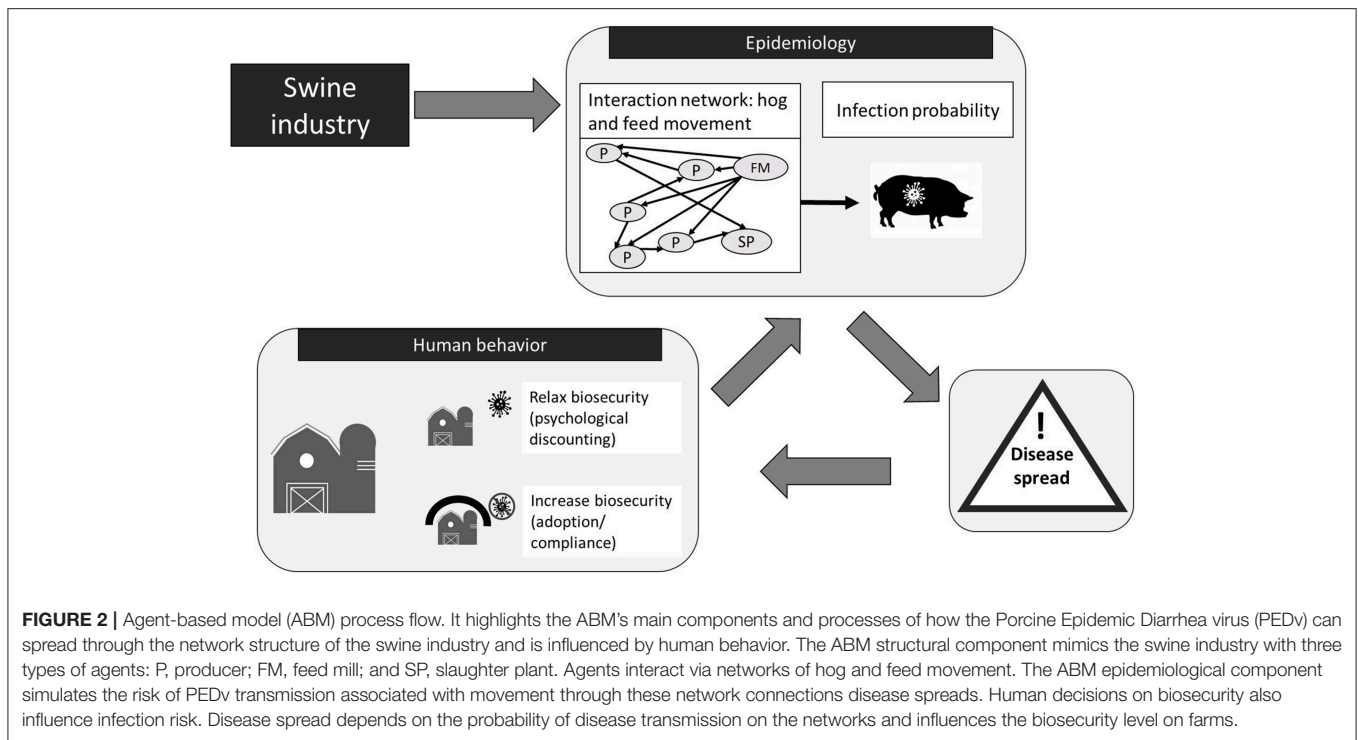 Swine
industry
Epidemiology
Interaction network: hog
and feed movement
Infection probability
P
FM
P
P
P
SP
P
Human behavior
Relax biosecurity
(psychological
discounting)
Increase biosecurity
(adoption/
compliance)
!
Disease
spread
FIGURE 2 | Agent-based model (ABM) process flow. It highlights the ABM's main components and processes of how the Porcine Epidemic Diarrhea virus (PEDv) can
spread through the network structure of the swine industry and is influenced by human behavior. The ABM structural component mimics the swine industry with three
types of agents: P, producer; FM, feed mill; and SP, slaughter plant. Agents interact via networks of hog and feed movement. The ABM epidemiological component
simulates the risk of PEDv transmission associated with movement through these network connections disease spreads. Human decisions on biosecurity also
influence infection risk. Disease spread depends on the probability of disease transmission on the networks and influences the biosecurity level on farms.